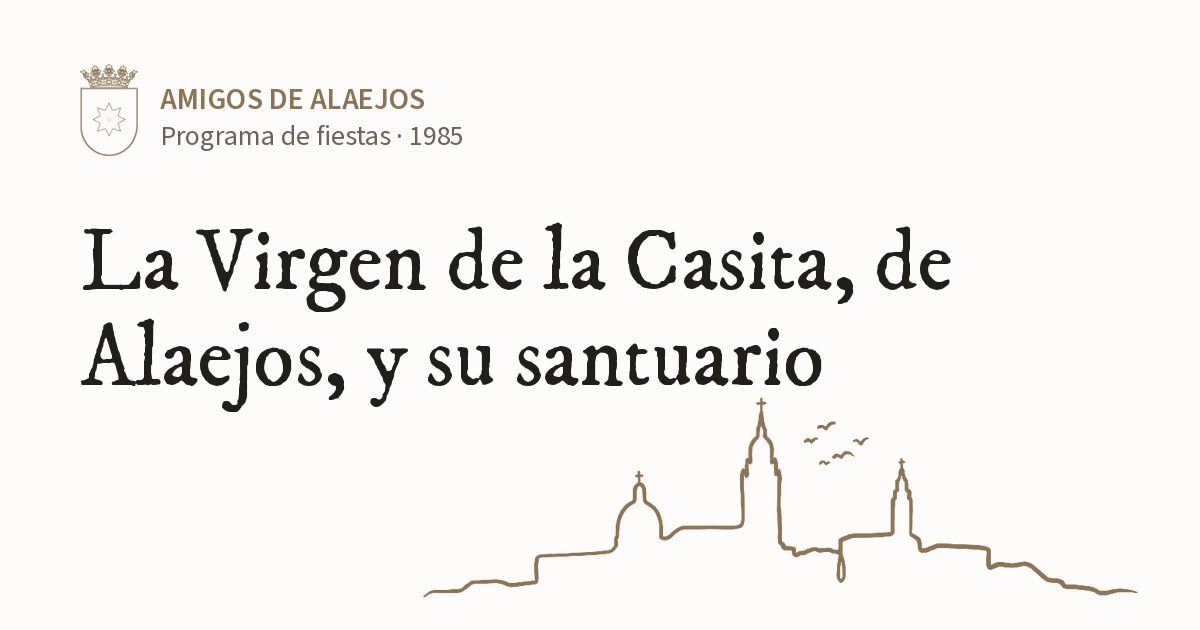 AMIGOS DE ALAEJOS
Programa de fiestas · 1985
La Virgen de la Casita, de
Alaejos, y su santuario